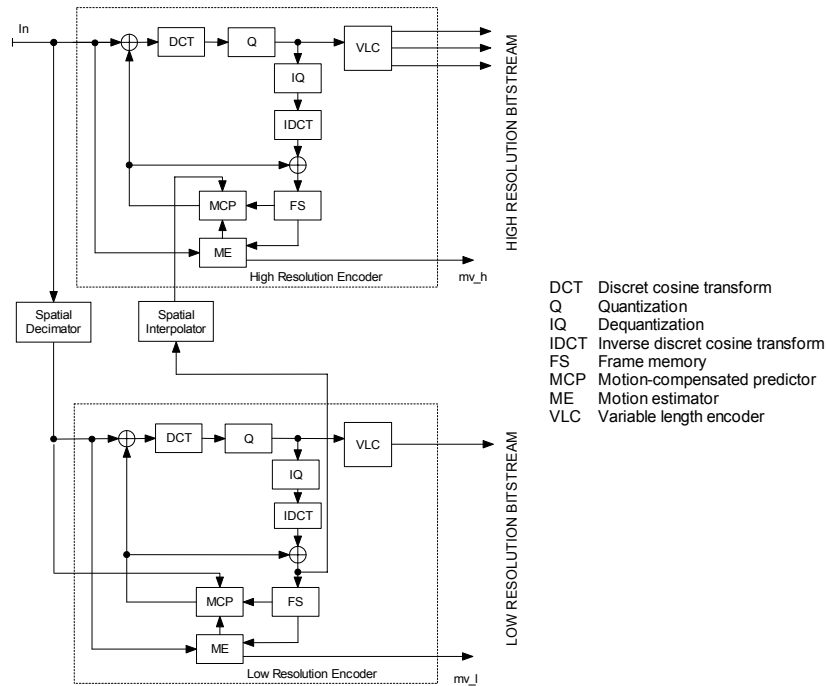 In
DCT
Q
VLC
IQ
IDCT
MCP
FS
ME
High Resolution Encoder
mv_h
HIGH RESOLUTION BITSTREAM
Spatial
Decimator
Spatial
Interpolator
DCT
Q
VLC
IQ
IDCT
MCP
FS
ME
Low Resolution Encoder
mv_l
LOW RESOLUTION BITSTREAM
DCT Discret cosine transform
Q Quantization
IQ Dequantization
IDCT Inverse discret cosine transform
FS Frame memory
MCP Motion-compensated predictor
ME Motion estimator
VLC Variable length encoder